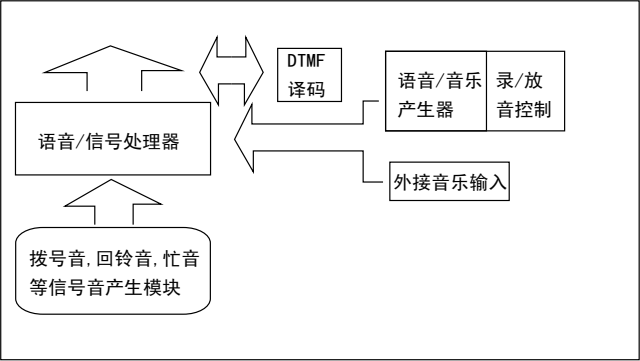 DTMF
译码
语音/音乐
产生器
录/放
音控制
语音/信号处理器
外接音乐输入
拨号音,回铃音,忙音
等信号音产生模块